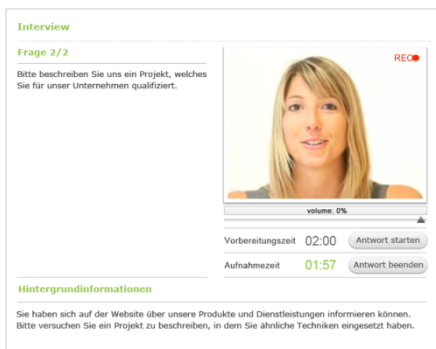 Interview
Frage 2/2
Bitte beschreiben Sie uns ein Projekt, welches
Sie für unser Unternehmen qualifiziert.
REC
volume: 0%
Vorbereitungszeit 02:00 Antwort starten
Aufnahmezeit 01:57 Antwort beenden
Hintergrundinformationen
Sie haben sich auf der Website über unsere Produkte und Dienstleistungen informieren können.
Bitte versuchen Sie ein Projekt zu beschreiben, in dem Sie ähnliche Techniken eingesetzt haben.